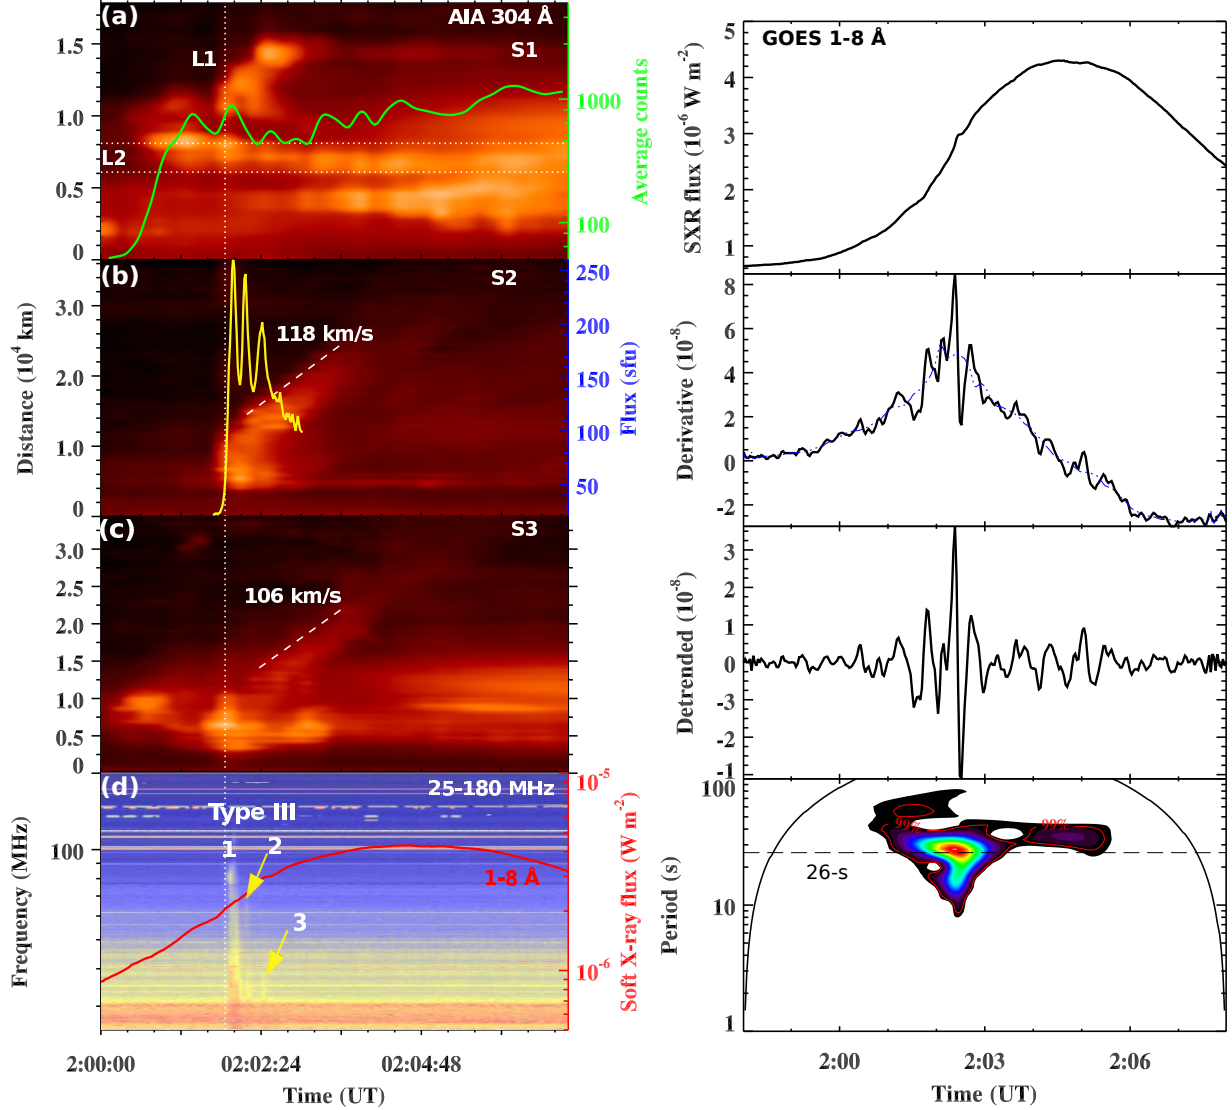 (a)
AIA 304 Å
L1
S1
L2
1.5
1.0
0.5
0
1000
100
Average counts
(b)
S2
118 km/s
3.0
2.0
1.0
0
250
200
150
100
50
Flux (sfu)
Distance (10⁴ km)
(c)
S3
106 km/s
3.0
2.5
2.0
1.5
1.0
0.5
0
(d)
25-180 MHz
Type III
1
2
3
1-8 Å
100
Frequency (MHz)
10⁻⁵
10⁻⁶
Soft X-ray flux (W m⁻²)
2:00:00
02:02:24
02:04:48
Time (UT)
GOES 1-8 Å
5
4
3
2
1
SXR flux (10⁻⁶ W m⁻²)
8
6
4
2
0
-2
Derivative (10⁻⁸)
3
2
1
0
-3
-2
-1
Detrended (10⁻⁸)
100
10
1
Period (s)
99%
99%
26-s
2:00
2:03
2:06
Time (UT)